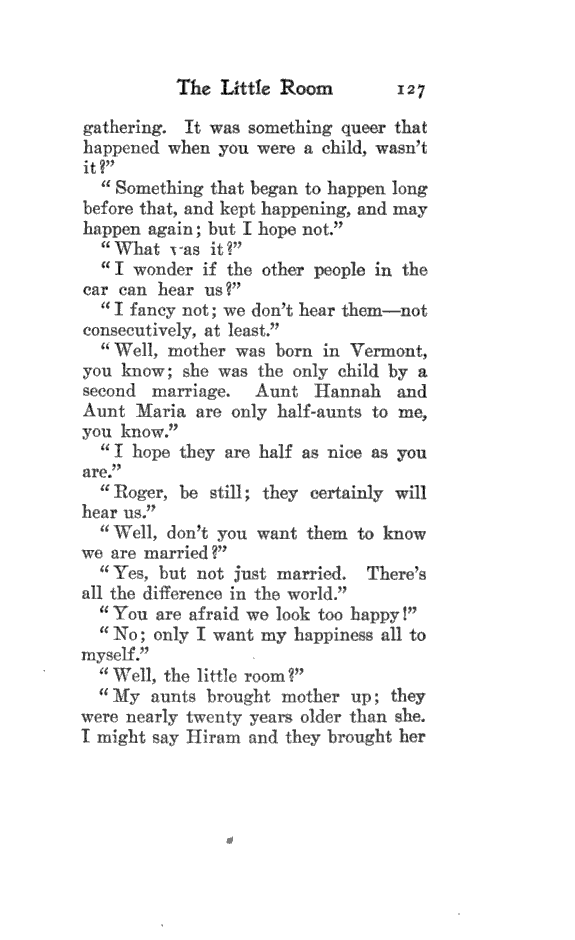 The Little Room 127
gathering. It was something queer that
happened when you were a child, wasn't
it?"
"Something that began to happen long
before that, and kept happening, and may
happen again; but I hope not."
"What was it?"
"I wonder if the other people in the
car can hear us?"
"I fancy not; we don't hear them—not
consecutively, at least."
"Well, mother was born in Vermont,
you know; she was the only child by a
second marriage. Aunt Hannah and
Aunt Maria are only half-aunts to me,
you know."
"I hope they are half as nice as you
are."
"Roger, be still; they certainly will
hear us."
"Well, don't you want them to know
we are married?"
"Yes, but not just married. There's
all the difference in the world."
"You are afraid we look too happy!"
"No; only I want my happiness all to
myself."
"Well, the little room?"
"My aunts brought mother up; they
were nearly twenty years older than she.
I might say Hiram and they brought her